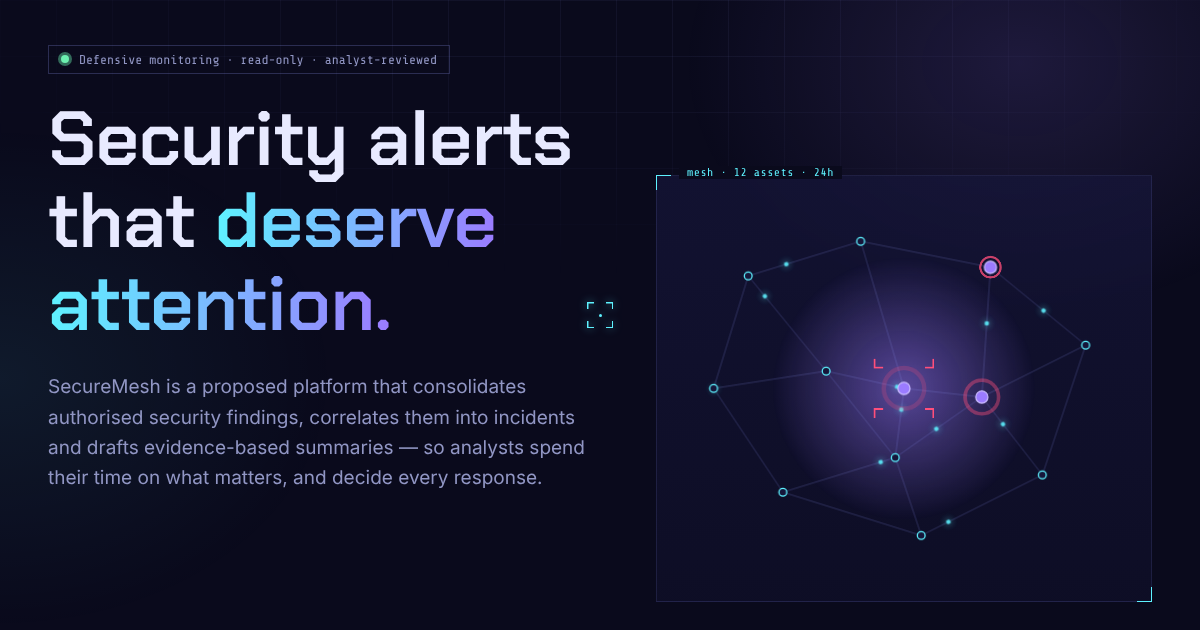 Defensive monitoring · read-only · analyst-reviewed
Security alerts
that deserve
attention.
SecureMesh is a proposed platform that consolidates
authorised security findings, correlates them into incidents
and drafts evidence-based summaries — so analysts spend
their time on what matters, and decide every response.
mesh · 12 assets · 24h